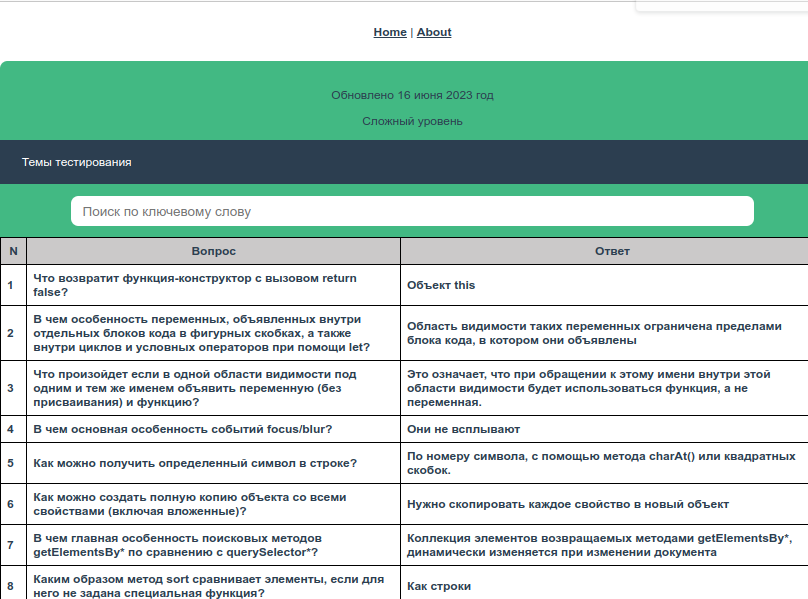 Home | About
Обновлено 16 июня 2023 год
Сложный уровень
Темы тестирования
Поиск по ключевому слову
N Вопрос Ответ
1 Что возвратит функция-конструктор с вызовом return
false?
Объект this
2 В чем особенность переменных, объявленных внутри
отдельных блоков кода в фигурных скобках, а также
внутри циклов и условных операторов при помощи let?
Область видимости таких переменных ограничена пределами
блока кода, в котором они объявлены
3 Что произойдет если в одной области видимости под
одним и тем же именем объявить переменную (без
присваивания) и функцию?
Это означает, что при обращении к этому имени внутри этой
области видимости будет использоваться функция, а не
переменная.
4 В чем основная особенность событий focus/blur?
Они не всплывают
5 Как можно получить определенный символ в строке?
По номеру символа, с помощью метода charAt() или квадратных
скобок.
6 Как можно создать полную копию объекта со всеми
свойствами (включая вложенные)?
Нужно скопировать каждое свойство в новый объект
7 В чем главная особенность поисковых методов
getElementsBy* по сравнению с querySelector*?
Коллекция элементов возвращаемых методами getElementsBy*,
динамически изменяется при изменении документа
8 Каким образом метод sort сравнивает элементы, если для
него не задана специальная функция?
Как строки